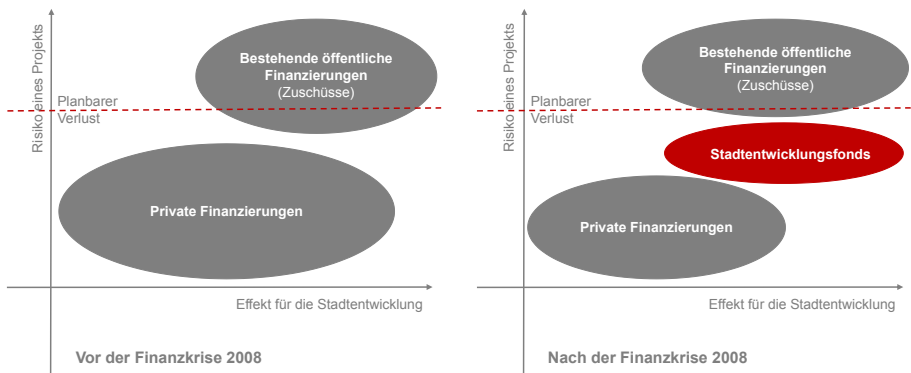 Risiko eines Projekts
Bestehende öffentliche
Finanzierungen
(Zuschüsse)
Planbarer
Verlust
Private Finanzierungen
Effekt für die Stadtentwicklung
Vor der Finanzkrise 2008
Risiko eines Projekts
Bestehende öffentliche
Finanzierungen
(Zuschüsse)
Planbarer
Verlust
Stadtentwicklungsfonds
Private Finanzierungen
Effekt für die Stadtentwicklung
Nach der Finanzkrise 2008